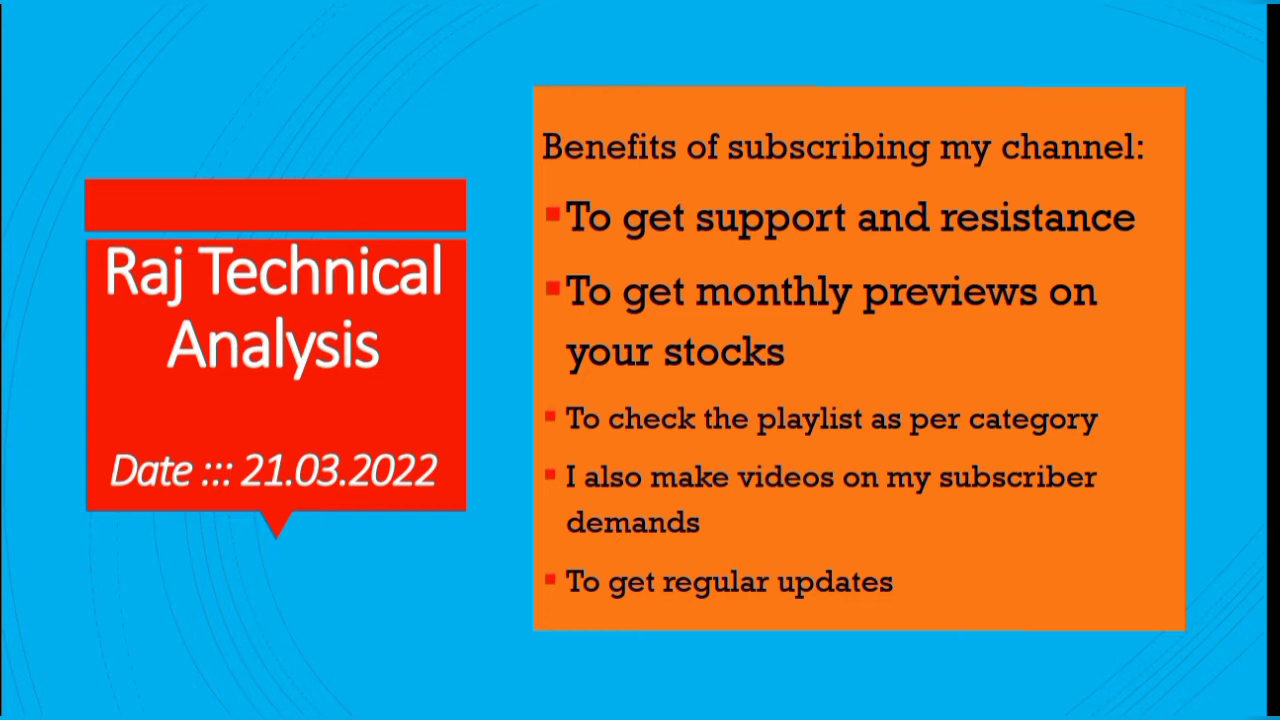 Raj Technical
Analysis
Date ::: 21.03.2022
Benefits of subscribing my channel:
To get support and resistance
To get monthly previews on
your stocks
To check the playlist as per category
I also make videos on my subscriber
demands
To get regular updates